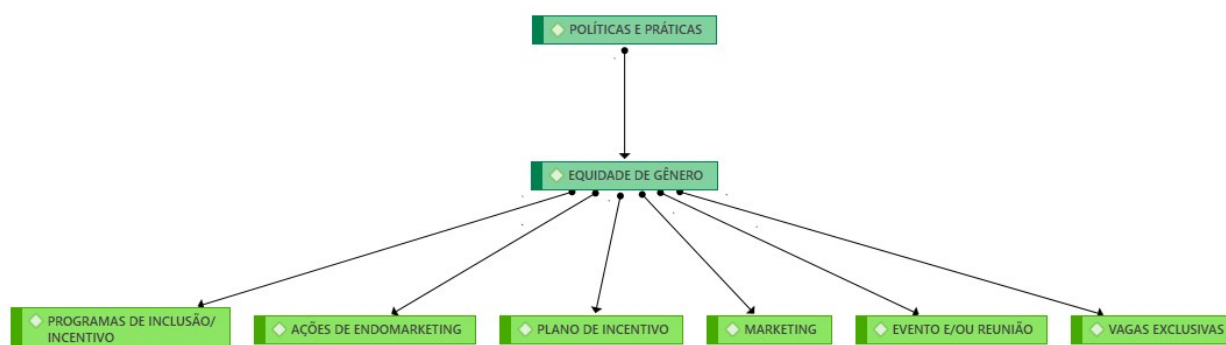 POLÍTICAS E PRÁTICAS
EQUIDADE DE GÊNERO
PROGRAMAS DE INCLUSÃO/
INCENTIVO
AÇÕES DE ENDOMARKETING
PLANO DE INCENTIVO
MARKETING
EVENTO E/OU REUNIÃO
VAGAS EXCLUSIVAS